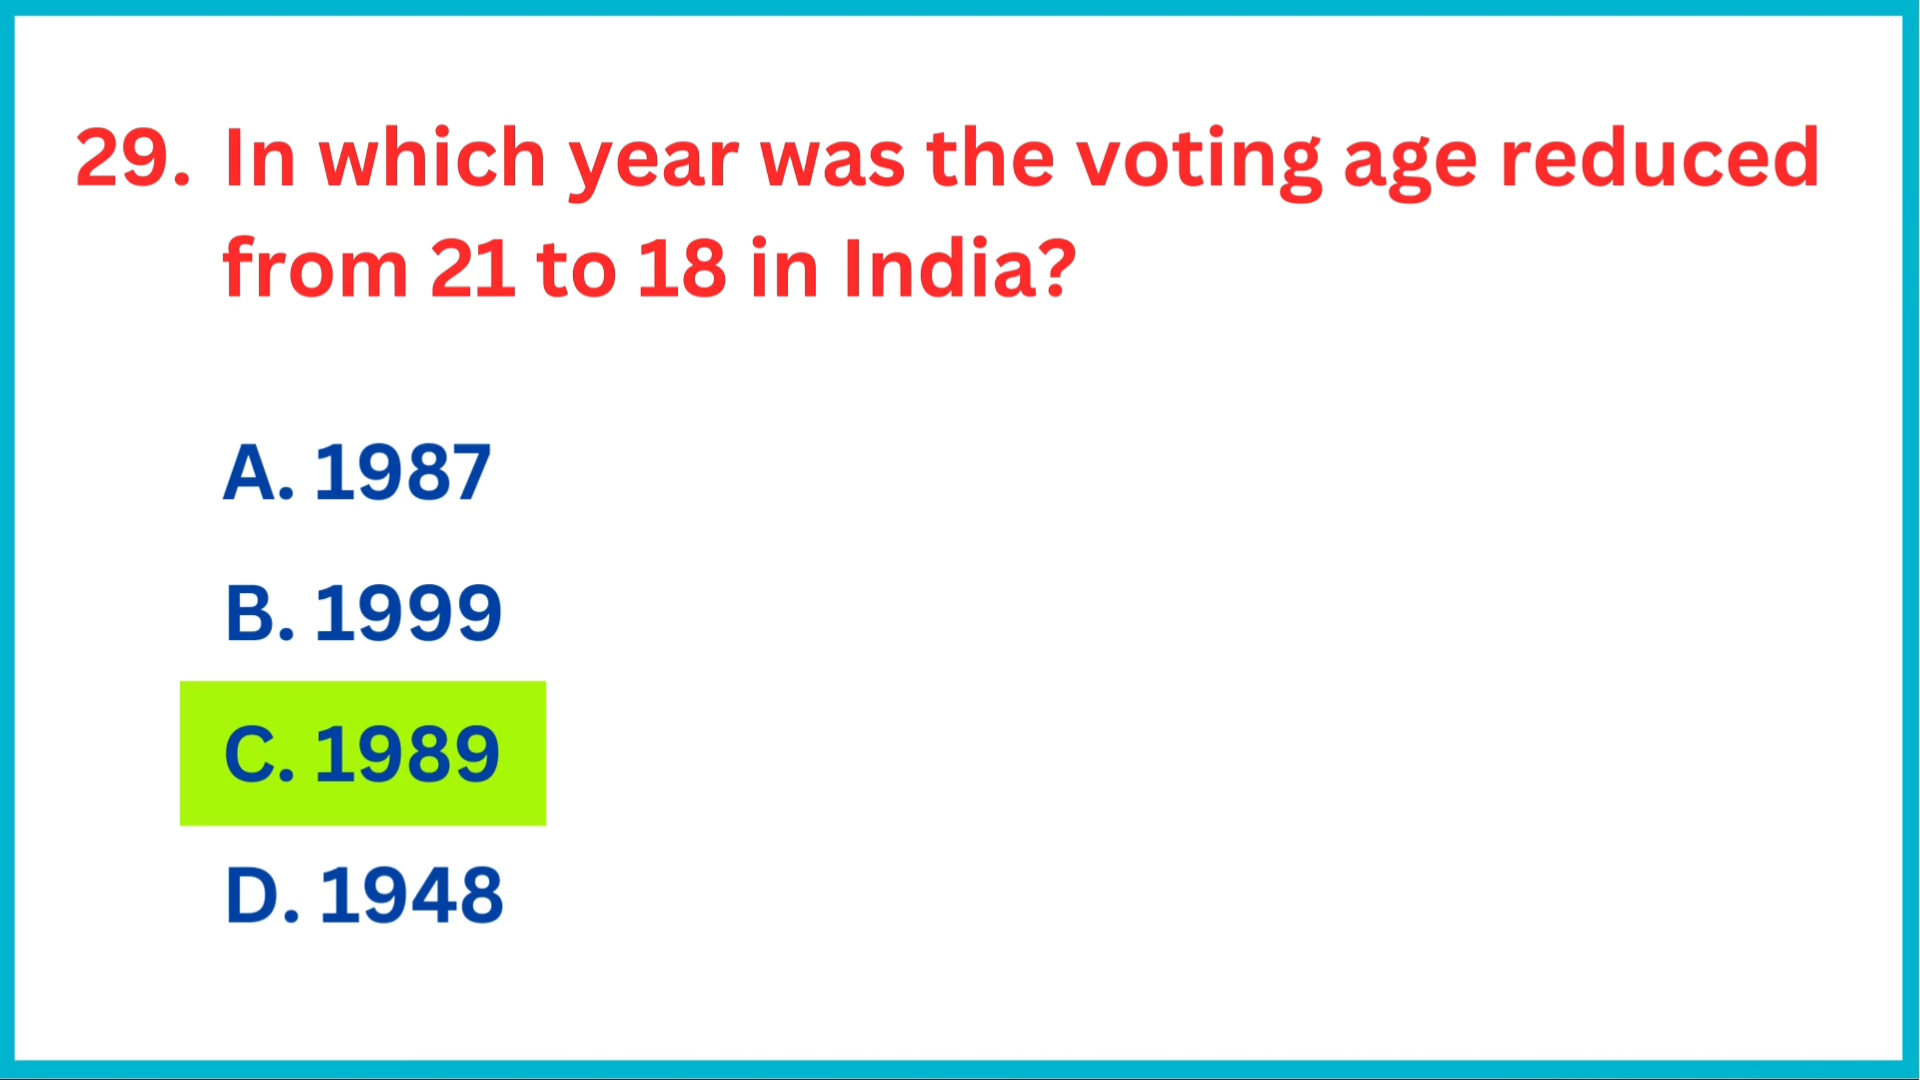 29. In which year was the voting age reduced
from 21 to 18 in India?
A. 1987
B. 1999
C. 1989
D. 1948